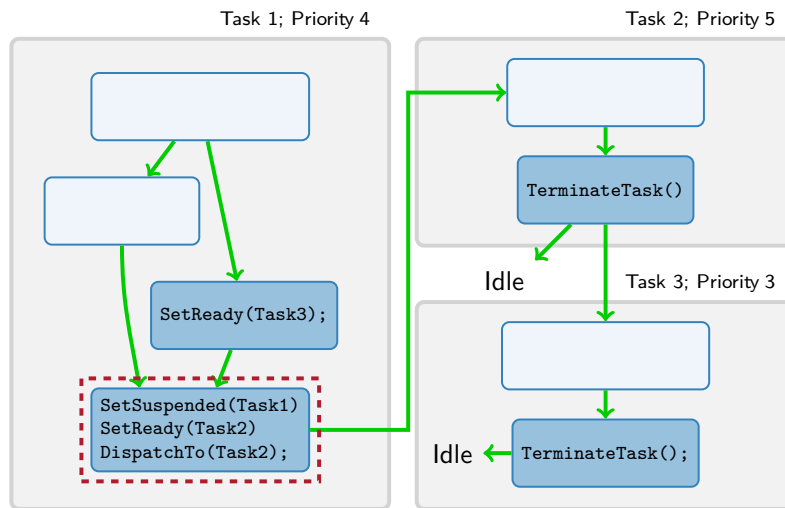 Task 1; Priority 4
SetReady(Task3);
SetSuspended(Task1)
SetReady(Task2)
DispatchTo(Task2);
Task 2; Priority 5
TerminateTask()
Idle
Task 3; Priority 3
TerminateTask();
Idle